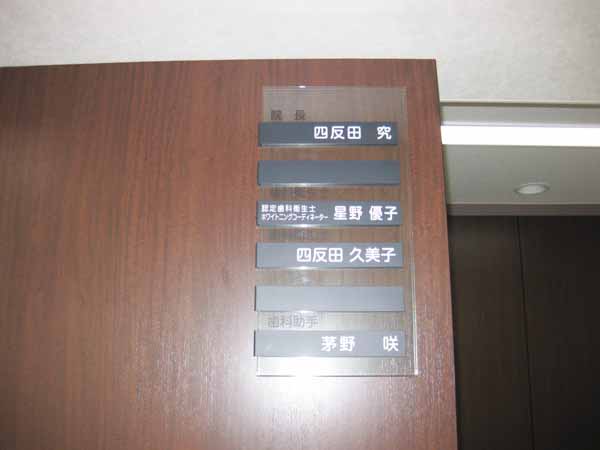 院 長
四反田 究
認定歯科衛生士
ホワイトニングコーディネーター 星野 優子
四反田 久美子
歯科助手
茅野 咲